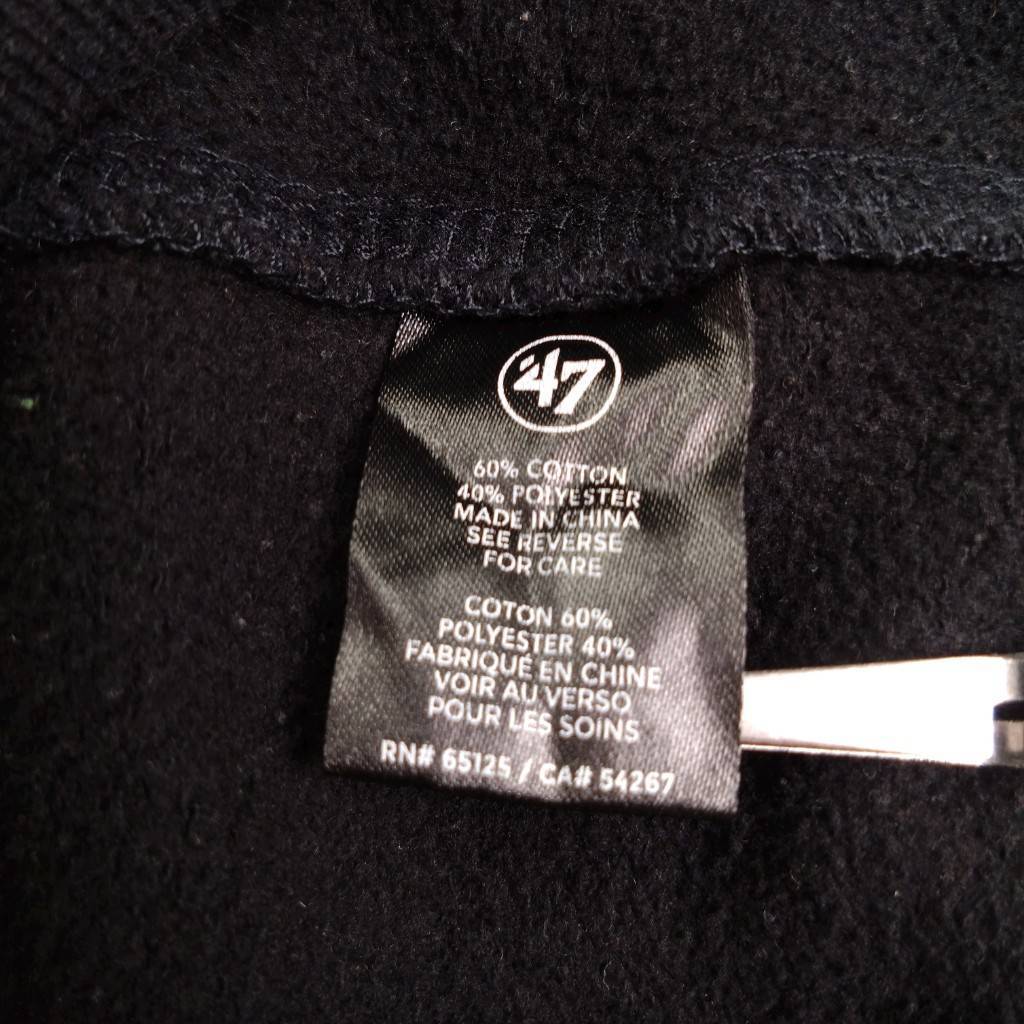 '47
60% COTTON
40% POLYESTER
MADE IN CHINA
SEE REVERSE
FOR CARE
COTON 60%
POLYESTER 40%
FABRIQUÉ EN CHINE
VOIR AU VERSO
POUR LES SOINS
RN# 65125 / CA# 54267